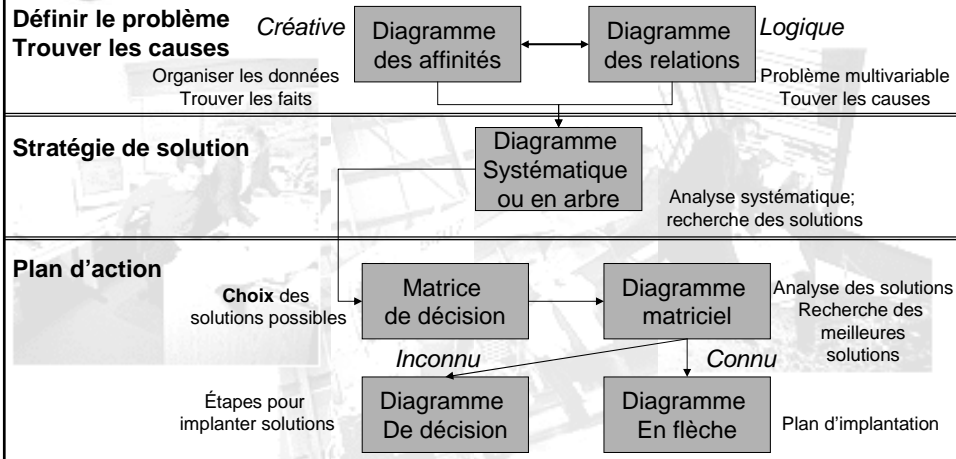 Définir le problème
Trouver les causes
Créative
Diagramme
des affinités
Diagramme
des relations
Logique
Organiser les données
Trouver les faits
Problème multivariable
Touver les causes
Stratégie de solution
Diagramme
Systématique
ou en arbre
Analyse systématique;
recherche des solutions
Plan d'action
Choix des
solutions possibles
Matrice
de décision
Diagramme
matriciel
Analyse des solutions
Recherche des
meilleures
solutions
Inconnu
Connu
Étapes pour
implanter solutions
Diagramme
De décision
Diagramme
En flèche
Plan d'implantation